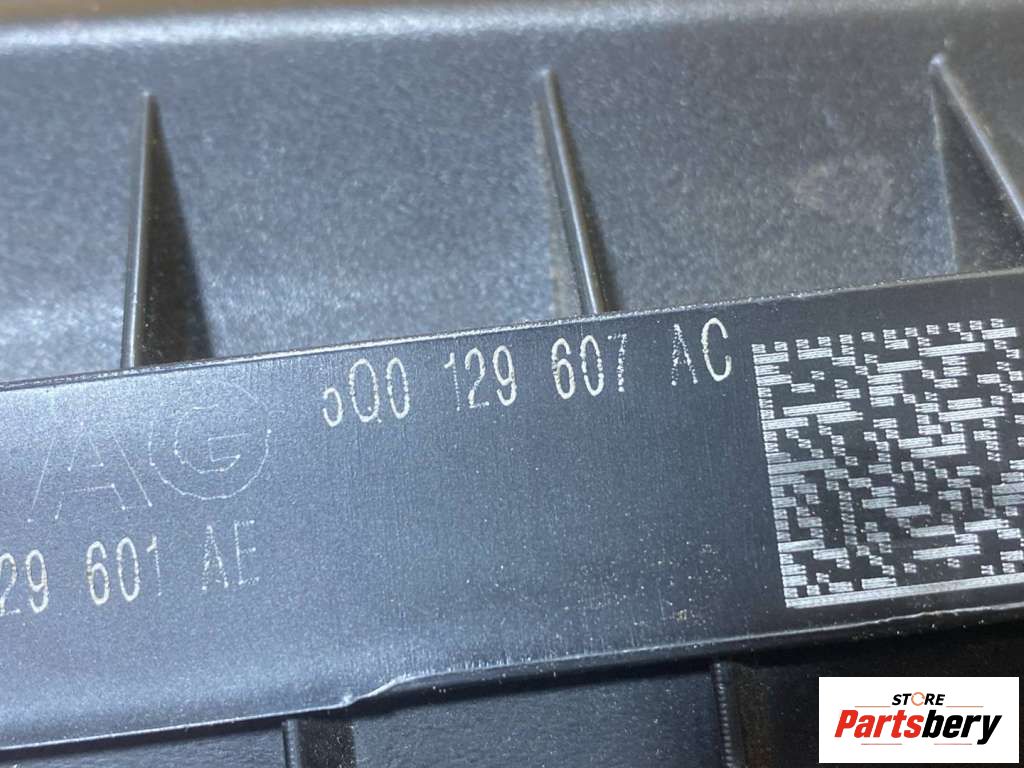 5Q0 129 607 AC
AG
29 601 AE
STORE
Partsbery